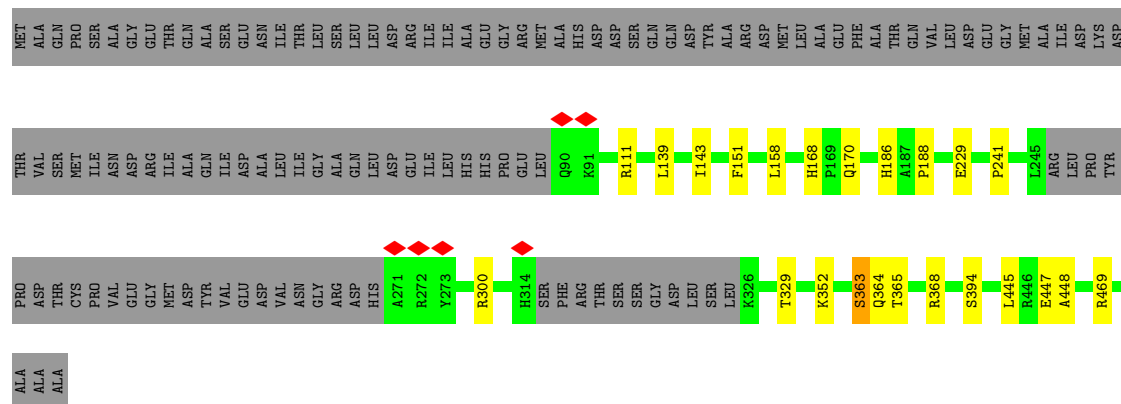 MET ALA GLN PRO SER ALA GLY GLU THR GLN ALA SER GLU ASN ILE THR LEU SER LEU LEU ASP ARG ILE ILE ALA GLU GLY ARG MET ALA HIS ASP ASP SER GLN GLN ASP TYR ALA ARG ASP MET LEU ALA GLU PHE ALA THR GLN VAL LEU ASP GLU GLY MET ALA ILE ASP LYS ASP
THR VAL SER MET ILE ASN ASP ARG ILE ALA GLN ILE ASP ALA LEU ILE GLY ALA GLN LEU ASP GLU ILE LEU HIS HIS PRO GLU LEU Q90 K91 R111 L139 I143 F151 L158 H168 P169 Q170 H186 A187 P188 E229 P241 L245 ARG LEU PRO TYR
PRO ASP THR CYS PRO VAL GLU GLY MET ASP TYR VAL GLU ASP VAL ASN GLY ARG ASP HIS A271 R272 Y273 R300 H314 SER PHE ARG THR SER SER GLY ASP LEU SER LEU K326 T329 K352 S363 Q364 T365 R368 S394 L445 R446 E447 A448 R469
ALA ALA ALA